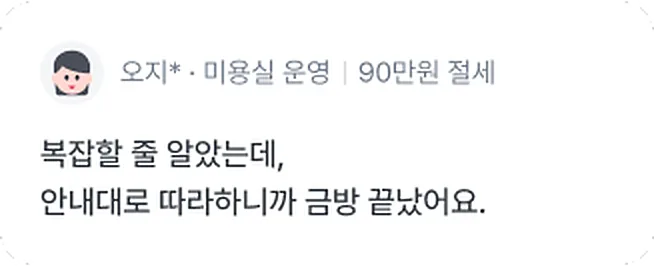 오지* · 미용실 운영 | 90만원 절세
복잡할 줄 알았는데,
안내대로 따라하니까 금방 끝났어요.